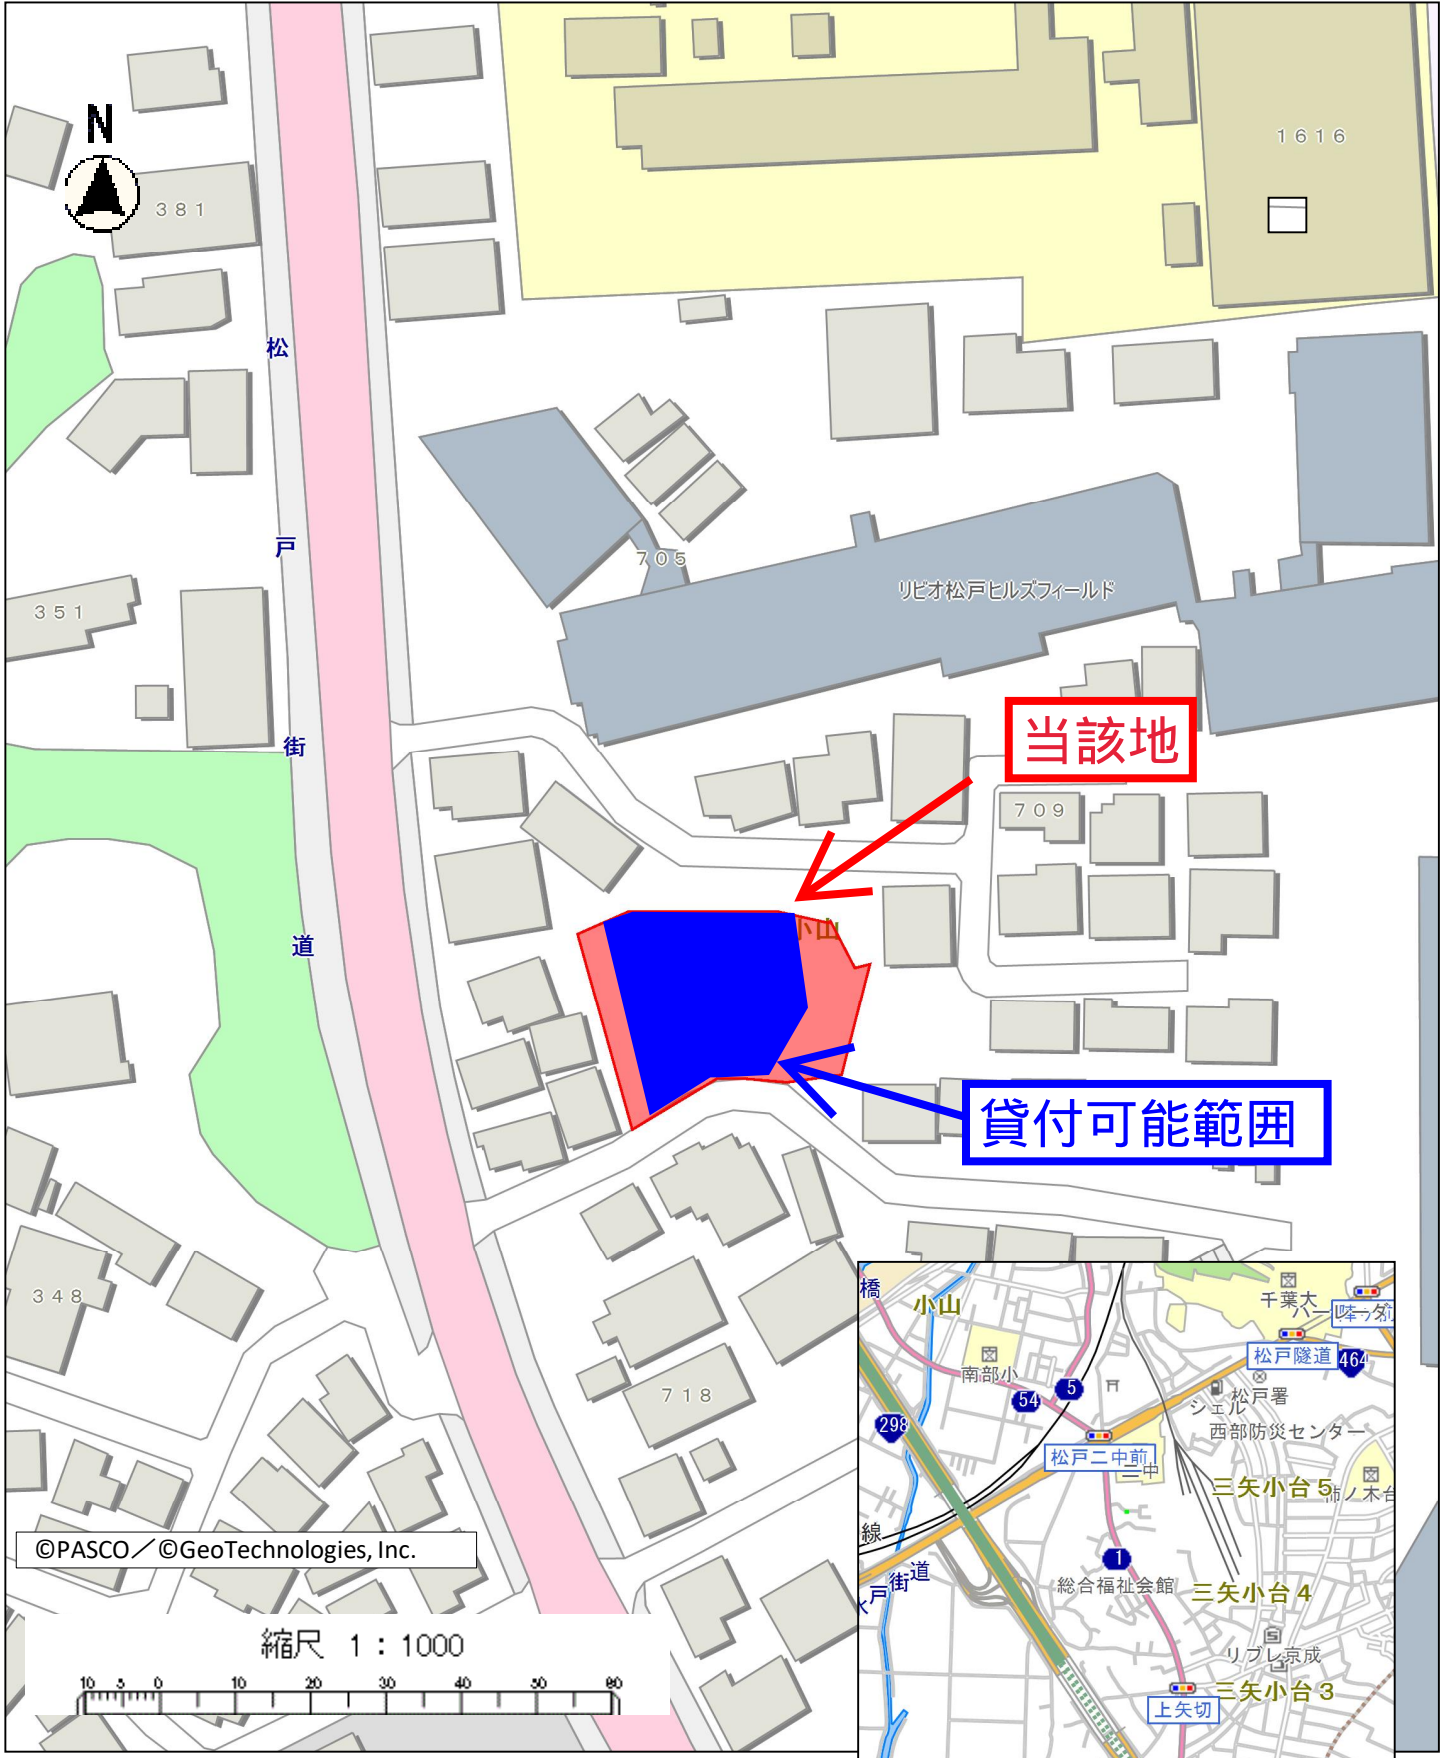 N
1616
381
松
戸
街
道
705
351
リビオ松戸ヒルズフィールド
当該地
709
小山
貸付可能範囲
348
718
©PASCO／©GeoTechnologies, Inc.
縮尺 1：1000
10 5 0 10 20 30 40 50 60
橋
小山
千葉大
南部小
松戸隧道
464
5
54
松戸署
シェル
298
西部防災センター
松戸二中前
二中
三矢小台5
線
1
戸街道
総合福祉会館
三矢小台4
リブレ京成
三矢小台3
上矢切